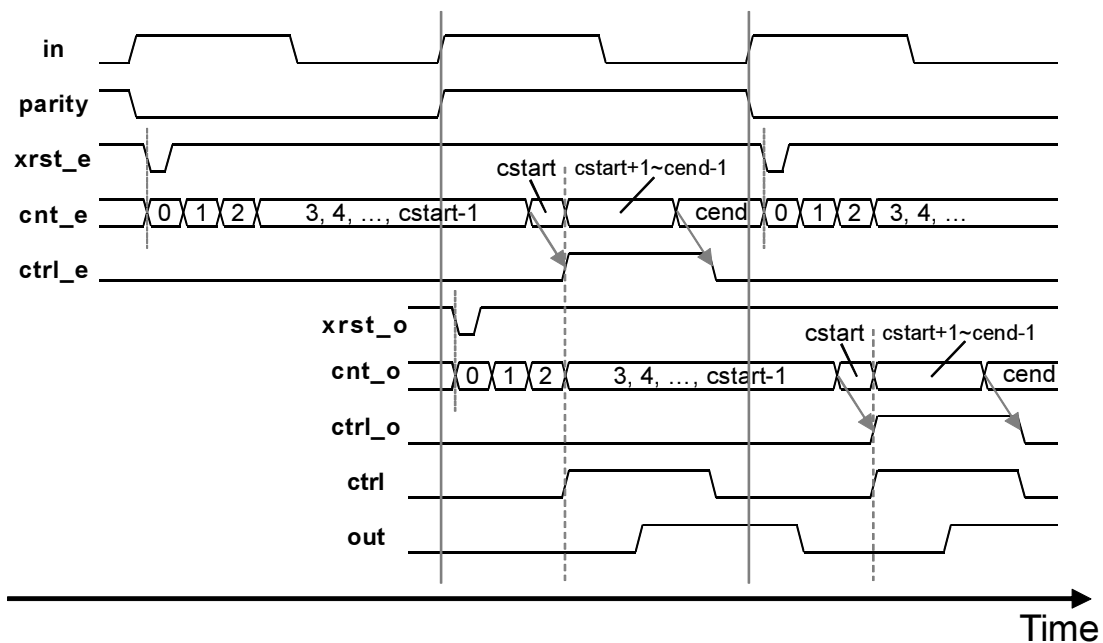 in
parity
xrst_e
cstart cstart+1~cend-1
cnt_e 0 1 2 3, 4, …, cstart-1 cend 0 1 2 3, 4, …
ctrl_e
xrst_o
cstart cstart+1~cend-1
cnt_o 0 1 2 3, 4, …, cstart-1 cend
ctrl_o
ctrl
out
Time